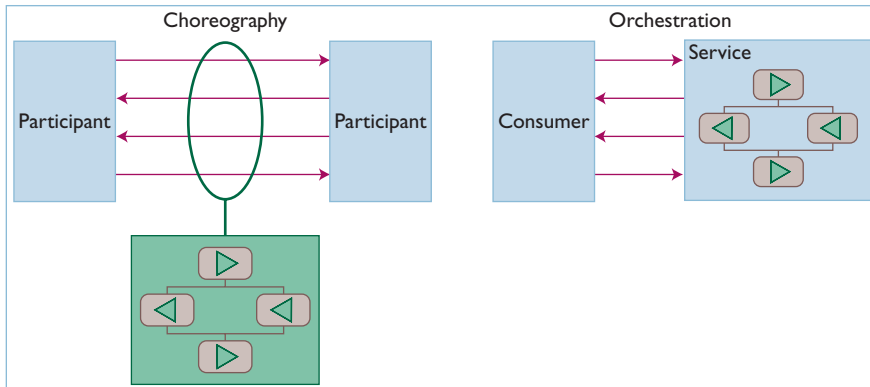 Choreography
Orchestration
Participant
Participant
Consumer
Service